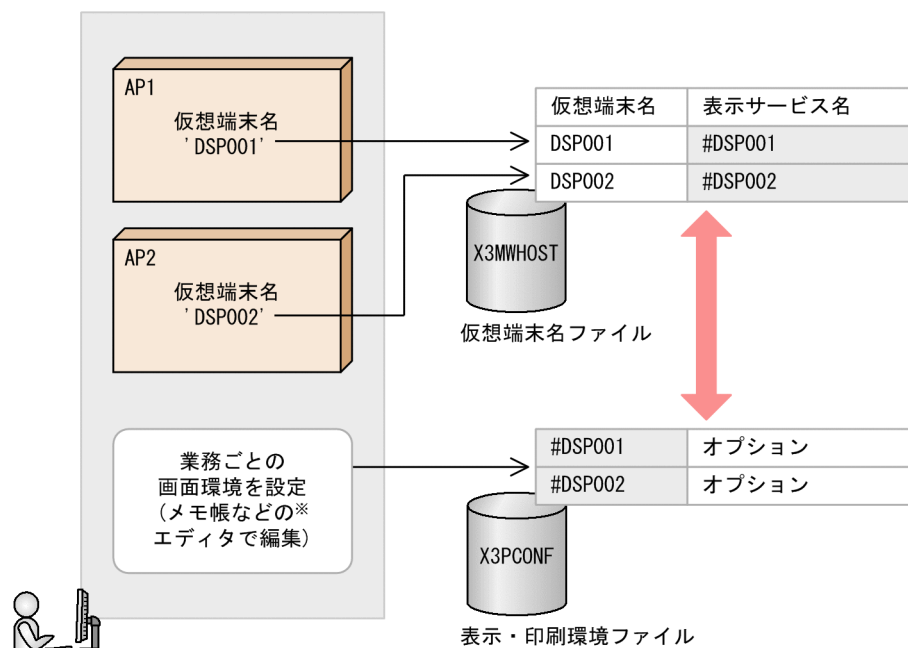 AP1
仮想端末名
'DSP001'
AP2
仮想端末名
'DSP002'
業務ごとの
画面環境を設定
(メモ帳などの※
エディタで編集)
仮想端末名 表示サービス名
DSP001 #DSP001
DSP002 #DSP002
X3MWHOST
仮想端末名ファイル
#DSP001 オプション
#DSP002 オプション
X3PCONF
表示・印刷環境ファイル